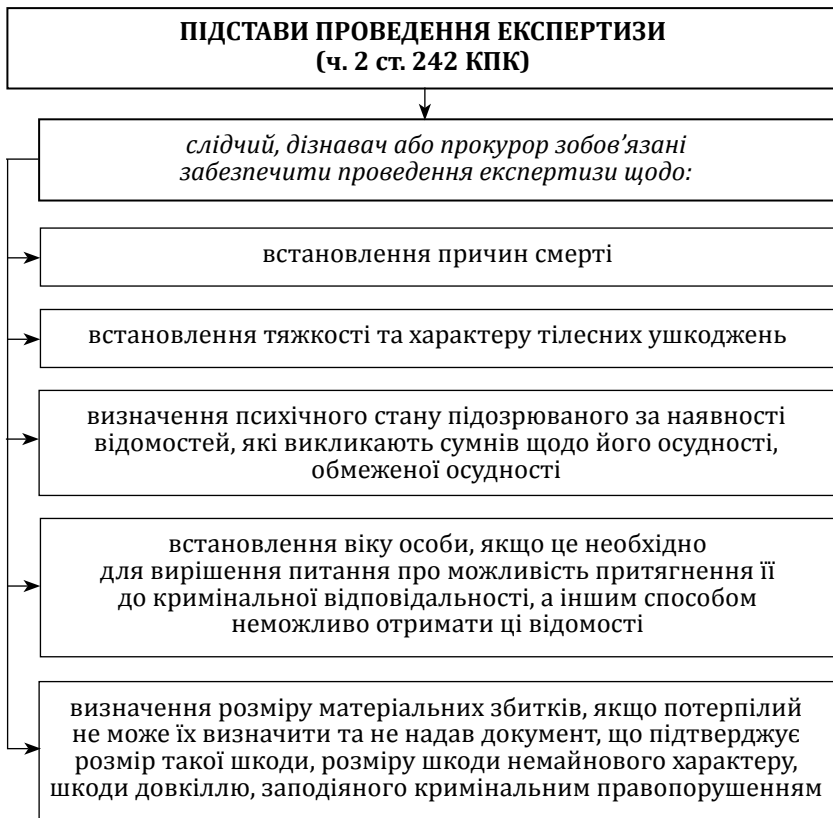 ПІДСТАВИ ПРОВЕДЕННЯ ЕКСПЕРТИЗИ
(ч. 2 ст. 242 КПК)
слідчий, дізнавач або прокурор зобов’язані
забезпечити проведення експертизи щодо:
встановлення причин смерті
встановлення тяжкості та характеру тілесних ушкоджень
визначення психічного стану підозрюваного за наявності
відомостей, які викликають сумнів щодо його осудності,
обмеженої осудності
встановлення віку особи, якщо це необхідно
для вирішення питання про можливість притягнення її
до кримінальної відповідальності, а іншим способом
неможливо отримати ці відомості
визначення розміру матеріальних збитків, якщо потерпілий
не може їх визначити та не надав документ, що підтверджує
розмір такої шкоди, розміру шкоди немайнового характеру,
шкоди довкіллю, заподіяного кримінальним правопорушенням